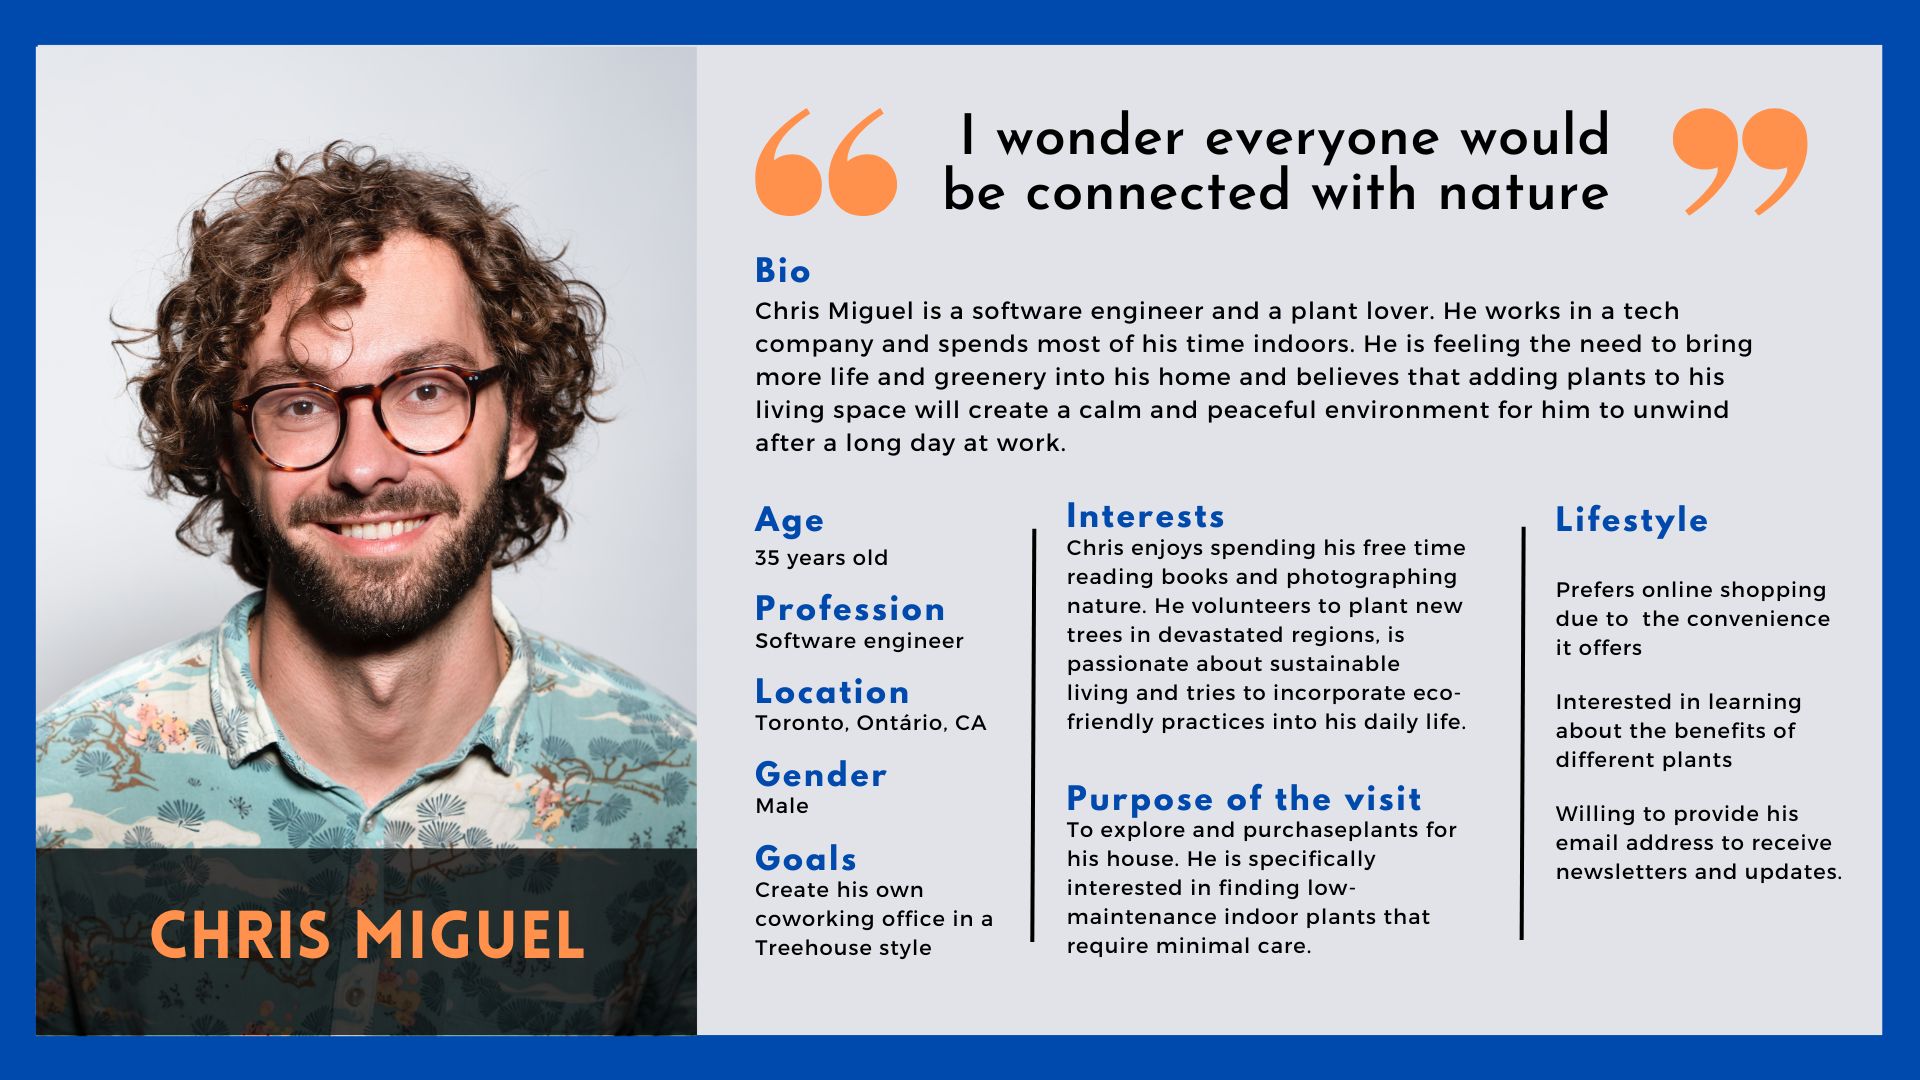 I wonder everyone would
be connected with nature
Bio
Chris Miguel is a software engineer and a plant lover. He works in a tech
company and spends most of his time indoors. He is feeling the need to bring
more life and greenery into his home and believes that adding plants to his
living space will create a calm and peaceful environment for him to unwind
after a long day at work.
Age
35 years old
Profession
Software engineer
Location
Toronto, Ontário, CA
Gender
Male
Goals
Create his own
coworking office in a
Treehouse style
Interests
Chris enjoys spending his free time
reading books and photographing
nature. He volunteers to plant new
trees in devastated regions, is
passionate about sustainable
living and tries to incorporate eco-
friendly practices into his daily life.
Purpose of the visit
To explore and purchaseplants for
his house. He is specifically
interested in finding low-
maintenance indoor plants that
require minimal care.
Lifestyle
Prefers online shopping
due to  the convenience
it offers
Interested in learning
about the benefits of
different plants
Willing to provide his
email address to receive
newsletters and updates.
CHRIS MIGUEL